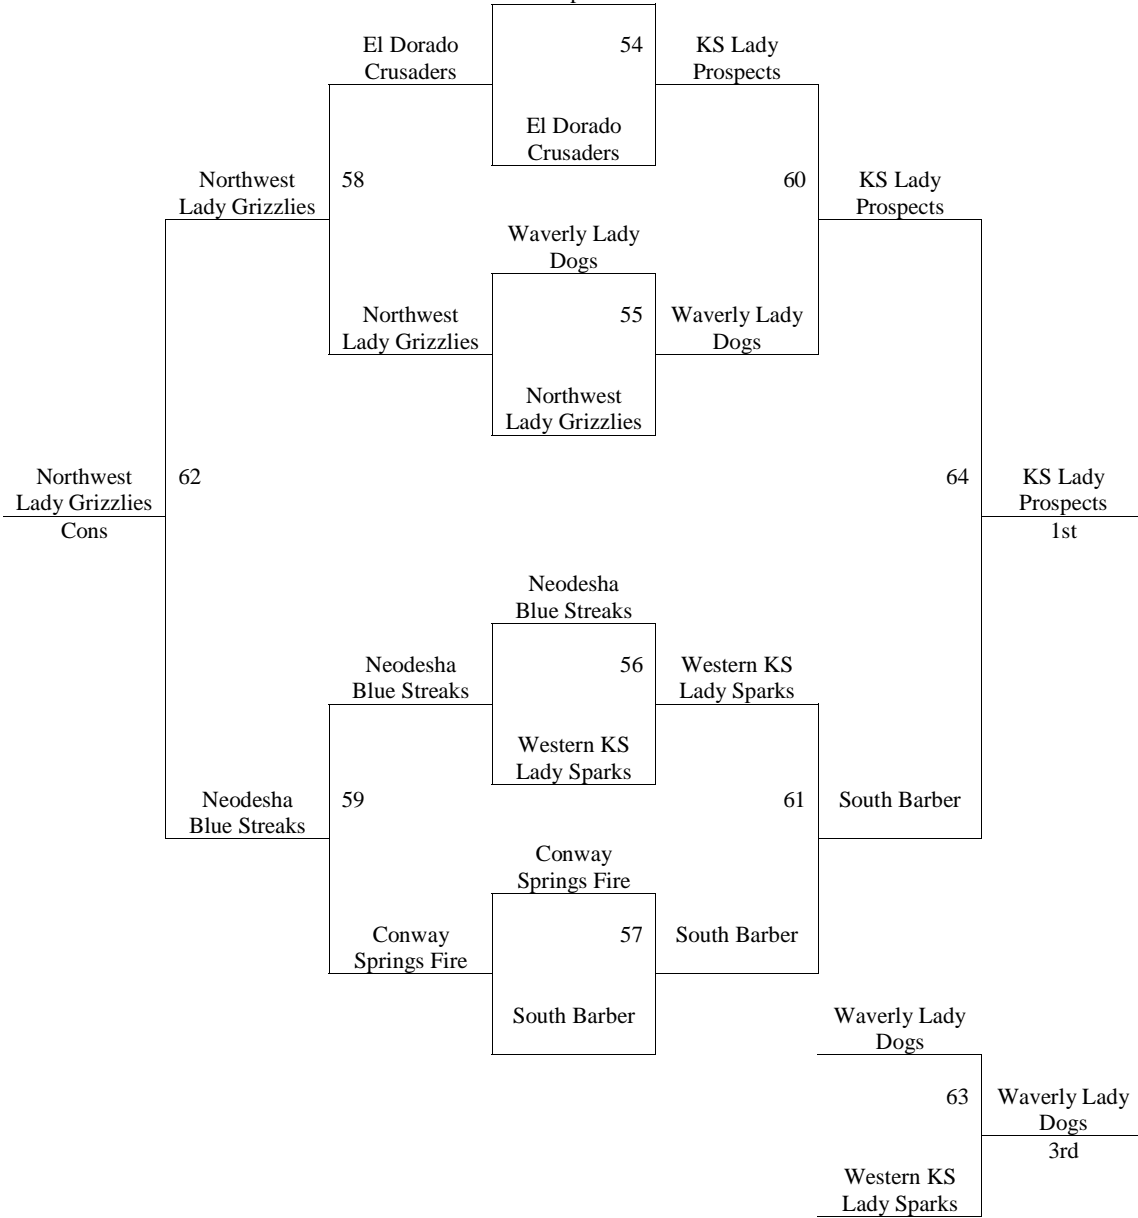 El Dorado
Crusaders
54
KS Lady
Prospects
El Dorado
Crusaders
Northwest
Lady Grizzlies
58
60
KS Lady
Prospects
Waverly Lady
Dogs
Northwest
Lady Grizzlies
55
Waverly Lady
Dogs
Northwest
Lady Grizzlies
Northwest
Lady Grizzlies
Cons
62
64
KS Lady
Prospects
1st
Neodesha
Blue Streaks
Neodesha
Blue Streaks
56
Western KS
Lady Sparks
Western KS
Lady Sparks
Neodesha
Blue Streaks
59
61
South Barber
Conway
Springs Fire
Conway
Springs Fire
57
South Barber
South Barber
Waverly Lady
Dogs
63
Waverly Lady
Dogs
3rd
Western KS
Lady Sparks